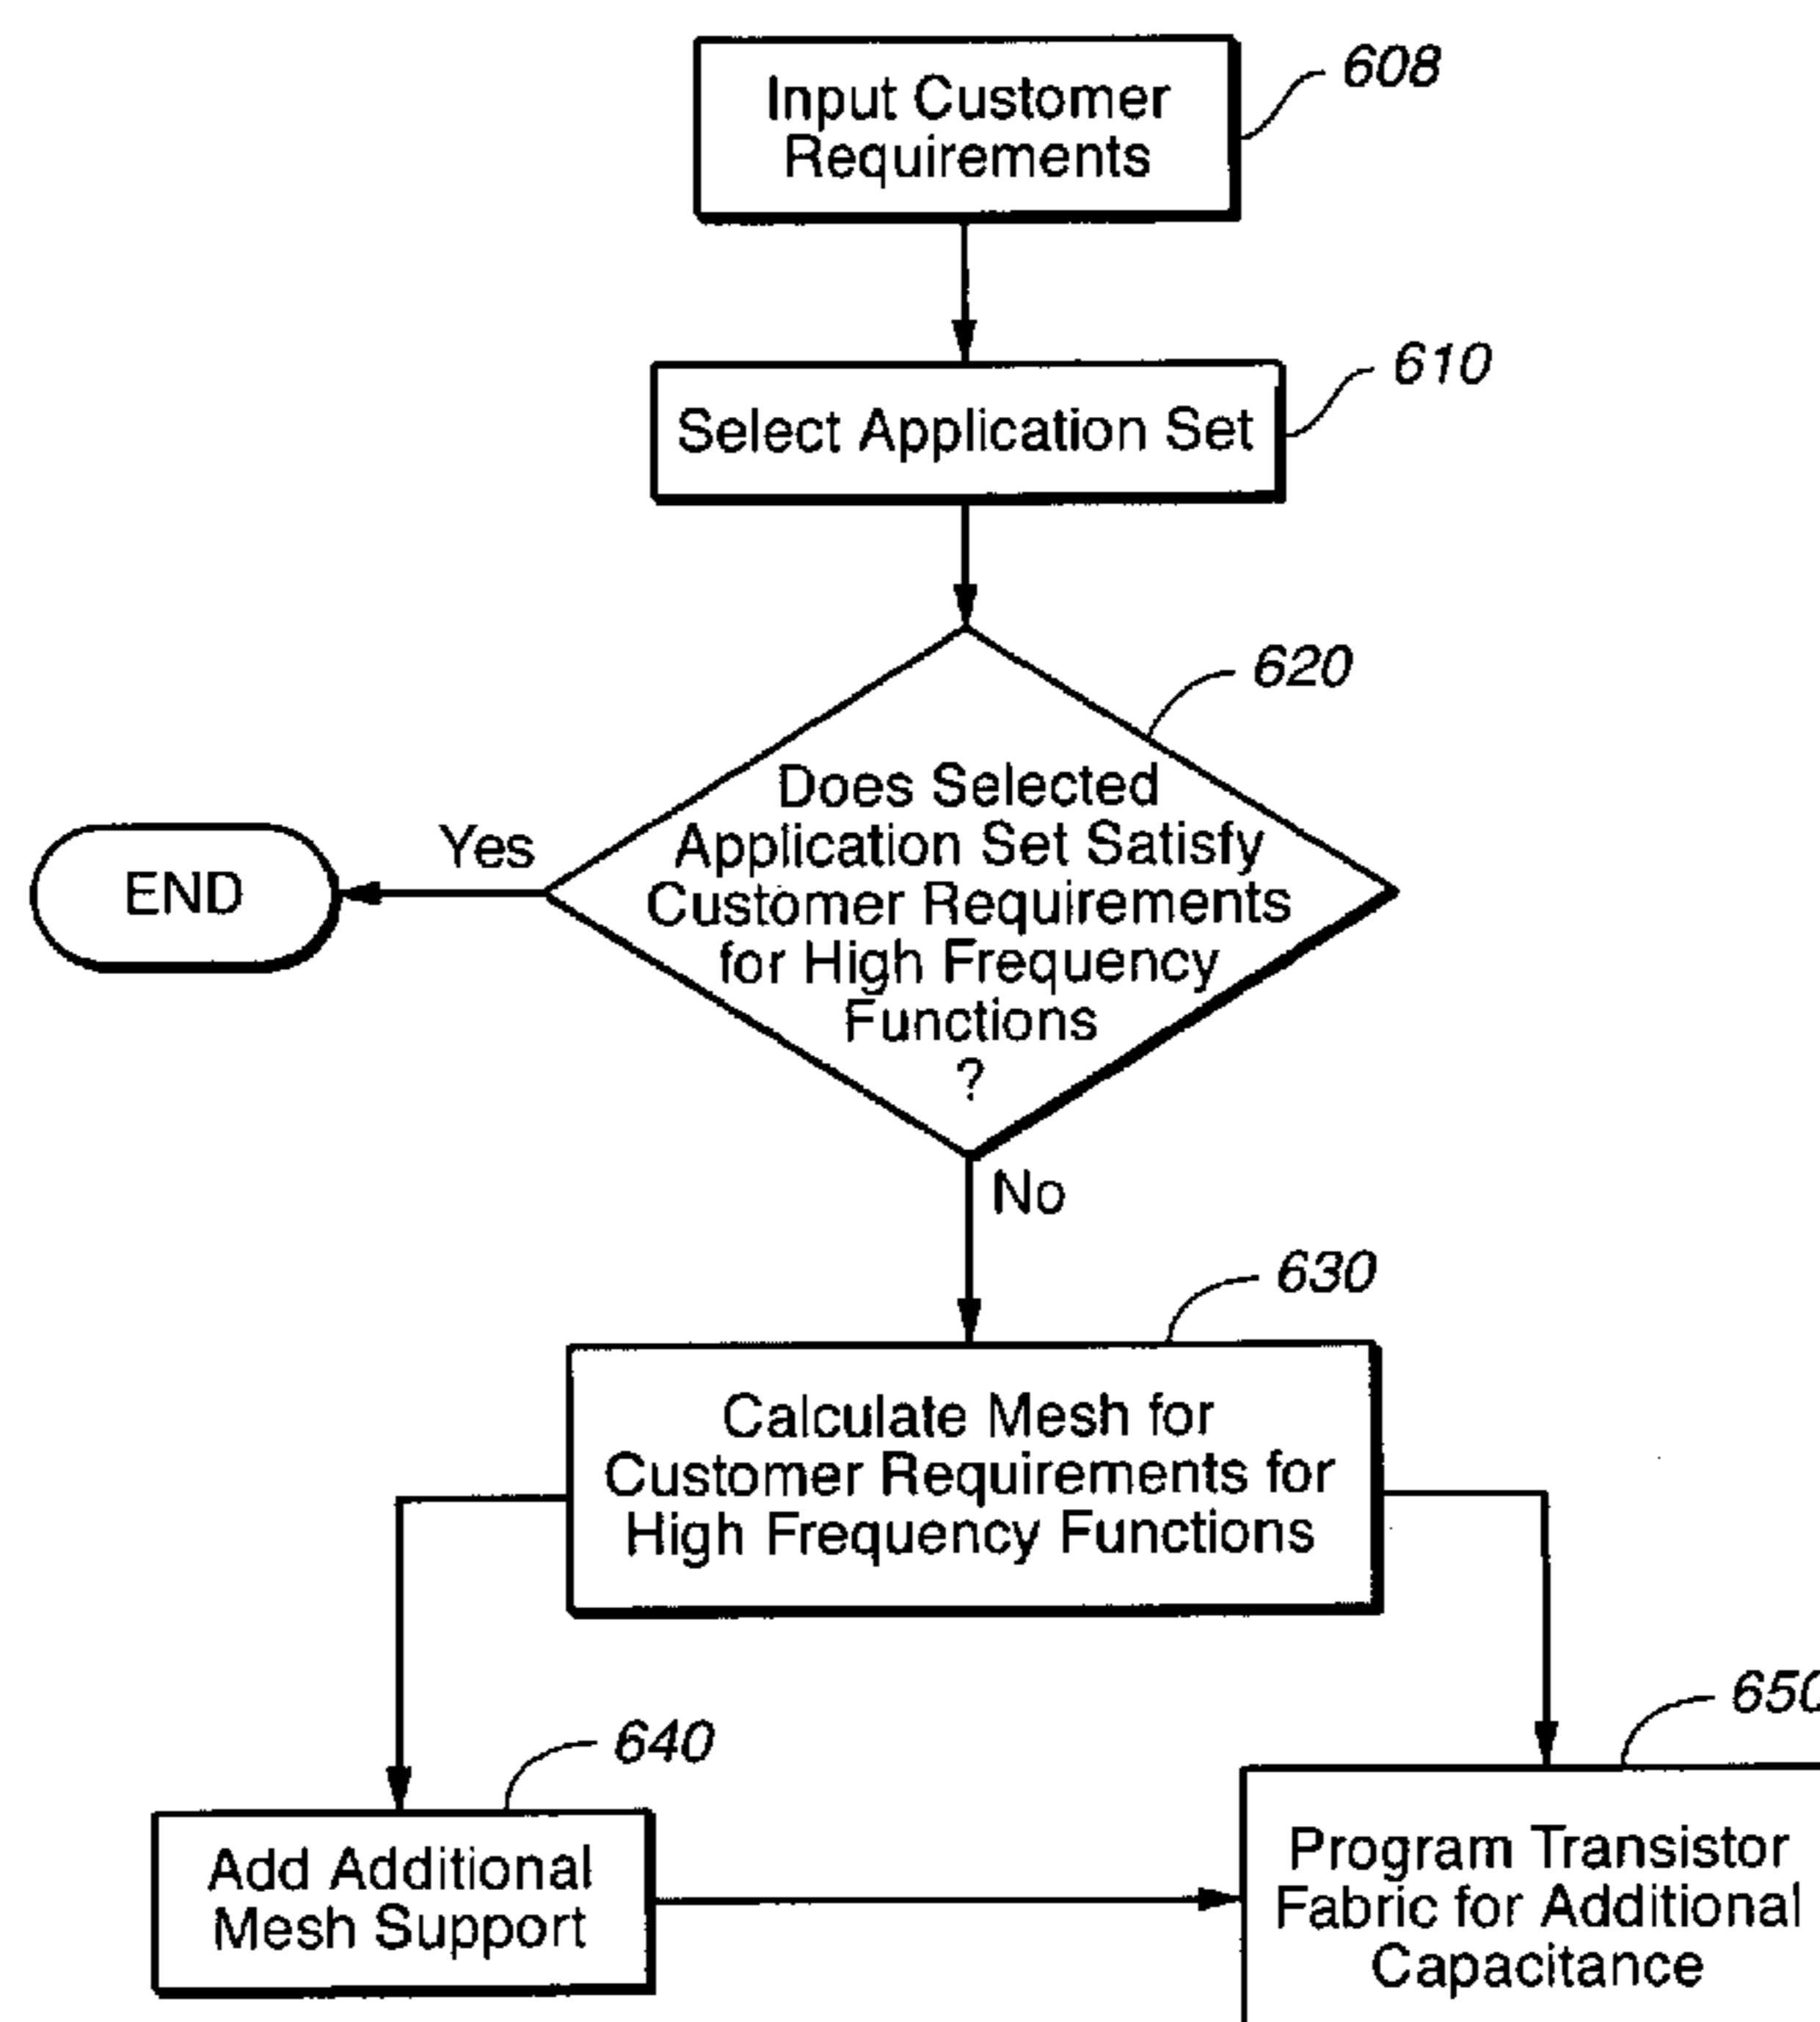 Input Customer
Requirements
608
Select Application Set
610
620
Does Selected
Application Set Satisfy
Customer Requirements
for High Frequency
Functions
?
Yes
END
No
630
Calculate Mesh for
Customer Requirements for
High Frequency Functions
640
Add Additional
Mesh Support
650
Program Transistor
Fabric for Additional
Capacitance